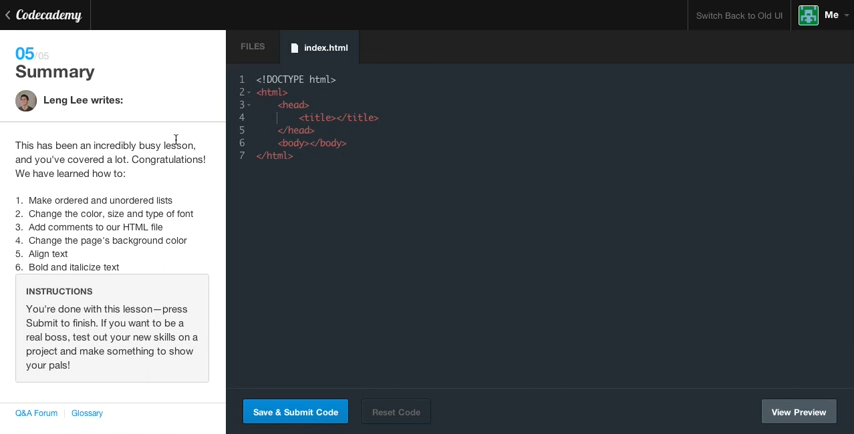 Codecademy
Switch Back to Old UI
Me
05/05
Summary
Leng Lee writes:
This has been an incredibly busy lesson,
and you've covered a lot. Congratulations!
We have learned how to:
1. Make ordered and unordered lists
2. Change the color, size and type of font
3. Add comments to our HTML file
4. Change the page's background color
5. Align text
6. Bold and italicize text
INSTRUCTIONS
You're done with this lesson—press
Submit to finish. If you want to be a
real boss, test out your new skills on a
project and make something to show
your pals!
Q&A Forum | Glossary
FILES
index.html
1 <!DOCTYPE html>
2 <html>
3 <head>
4 <title></title>
5 </head>
6 <body></body>
7 </html>
Save & Submit Code
Reset Code
View Preview